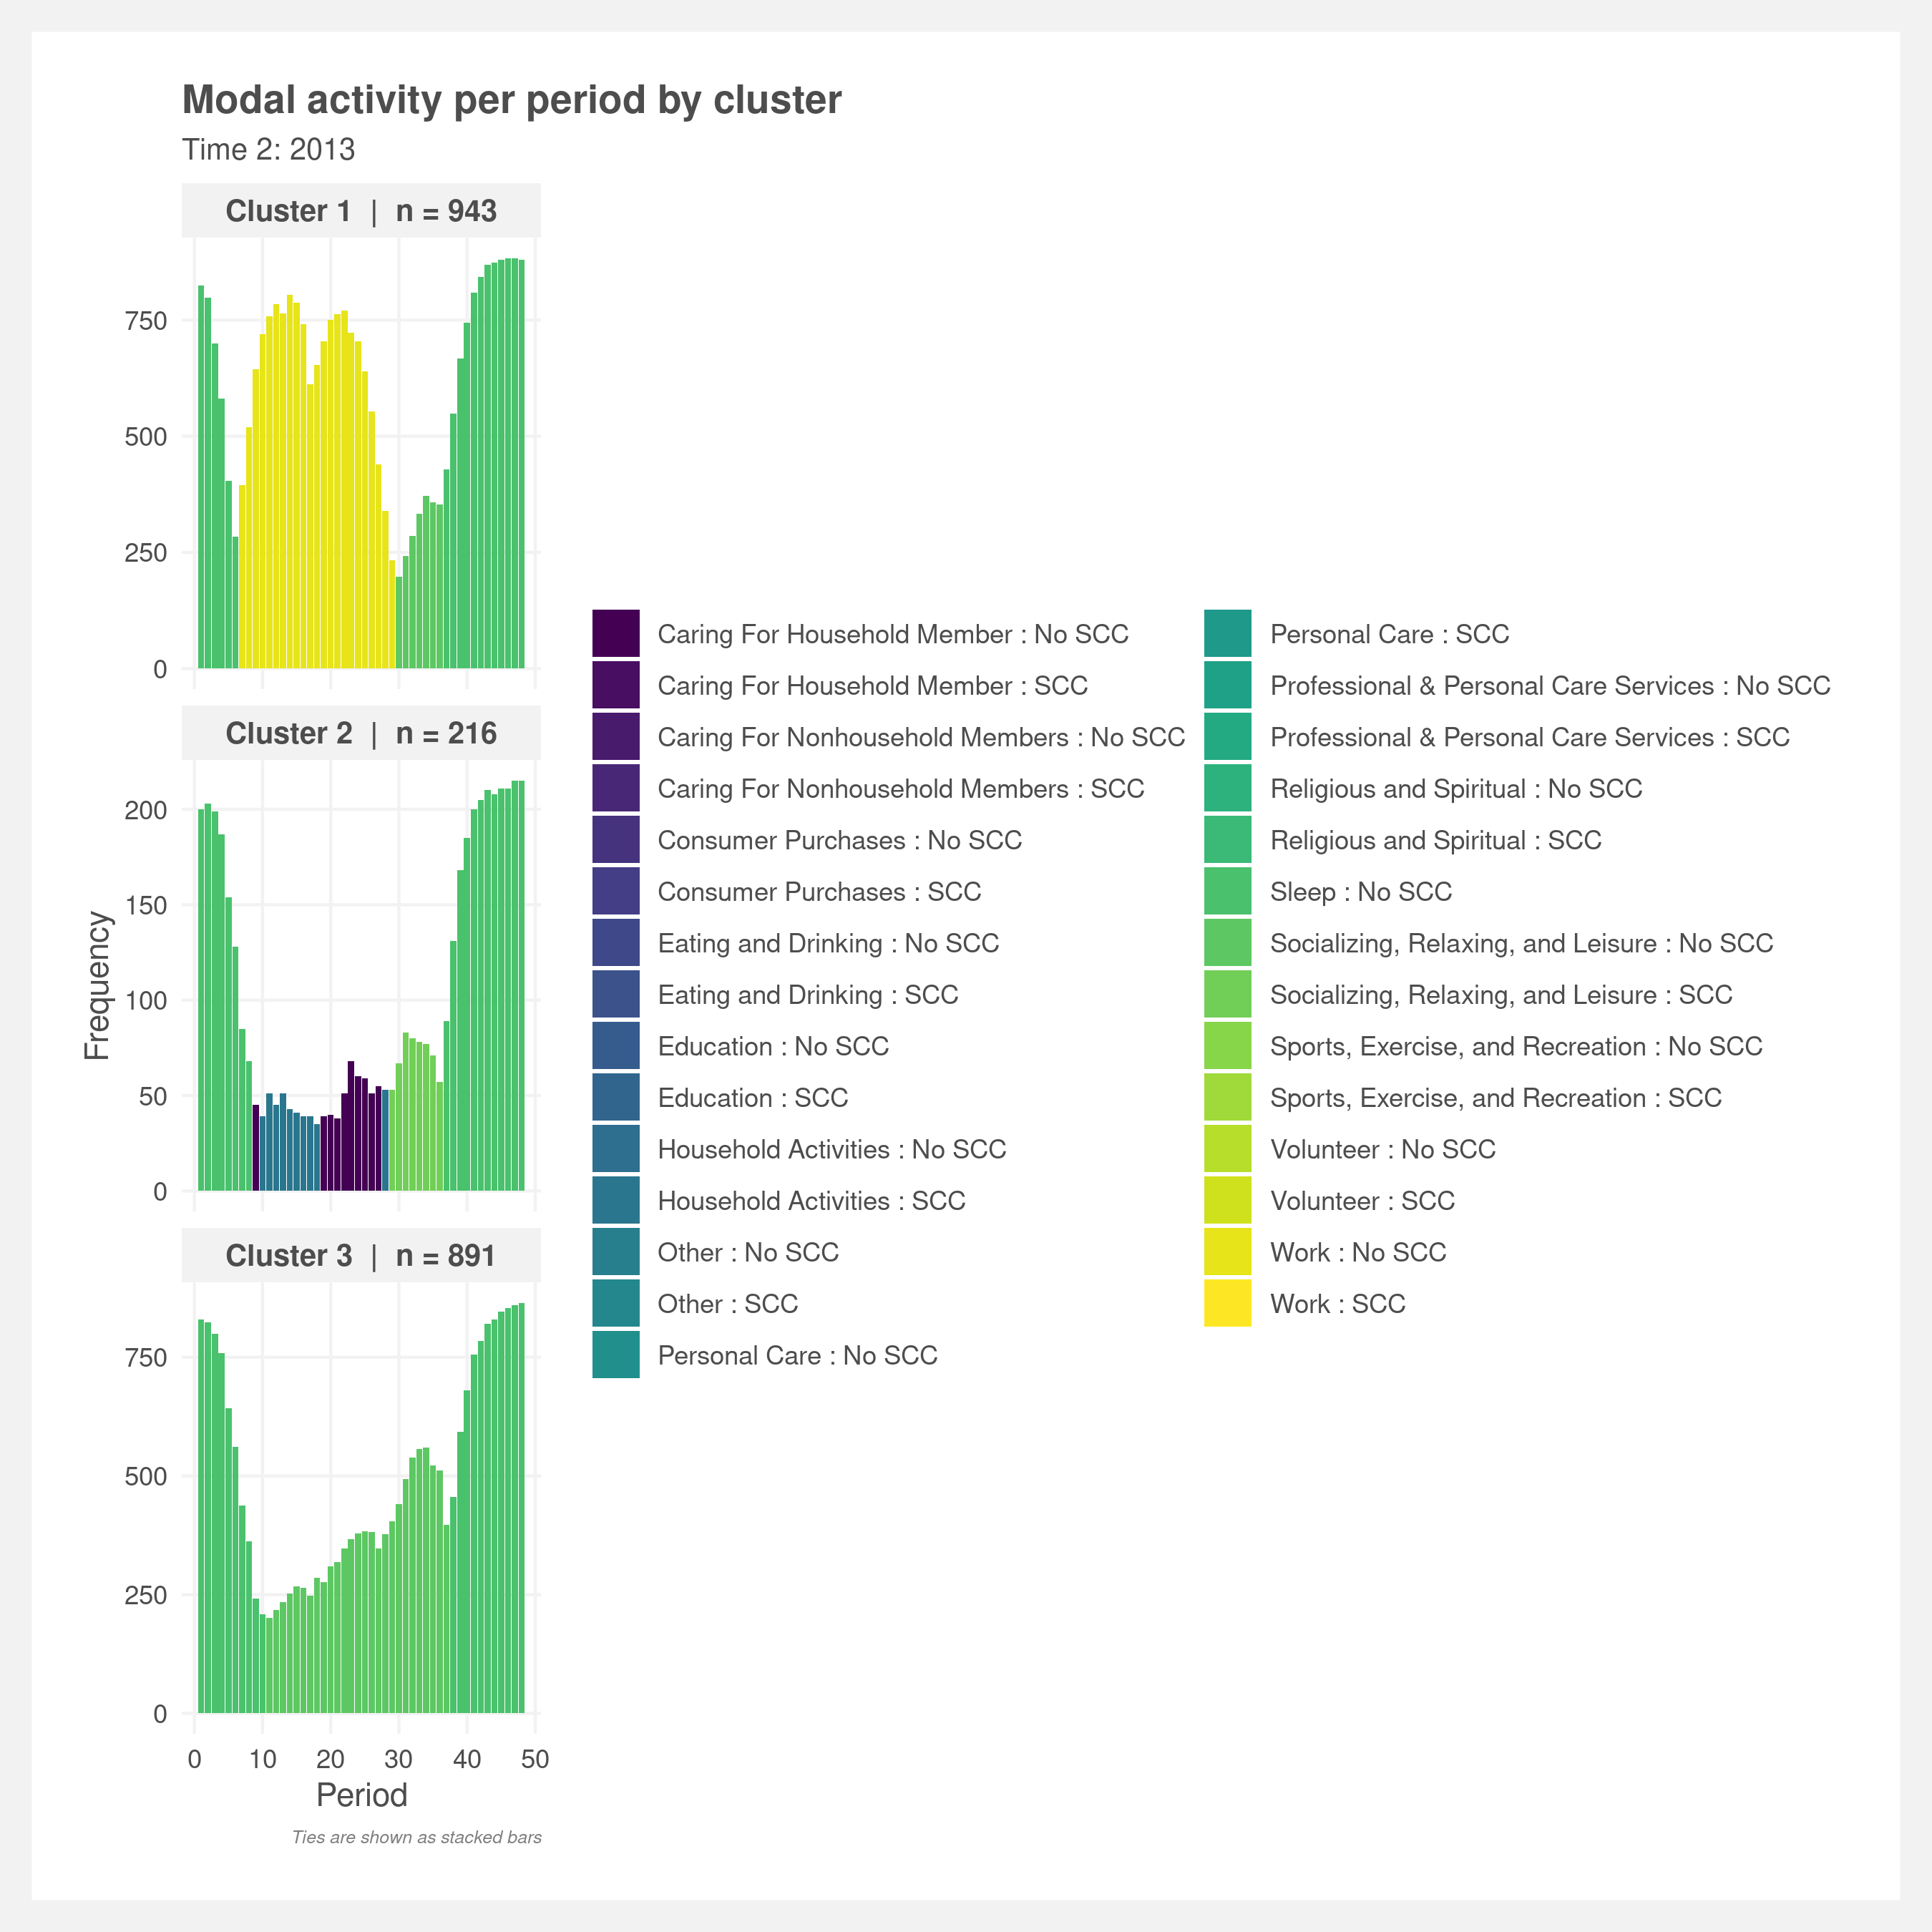 Modal activity per period by cluster
Time 2: 2013
Cluster 1 | n = 943
750
500
250
0
Cluster 2 | n = 216
200
150
100
50
0
Cluster 3 | n = 891
750
500
250
0
0 10 20 30 40 50
Period
Frequency
Ties are shown as stacked bars
Caring For Household Member : No SCC
Caring For Household Member : SCC
Caring For Nonhousehold Members : No SCC
Caring For Nonhousehold Members : SCC
Consumer Purchases : No SCC
Consumer Purchases : SCC
Eating and Drinking : No SCC
Eating and Drinking : SCC
Education : No SCC
Education : SCC
Household Activities : No SCC
Household Activities : SCC
Other : No SCC
Other : SCC
Personal Care : No SCC
Personal Care : SCC
Professional & Personal Care Services : No SCC
Professional & Personal Care Services : SCC
Religious and Spiritual : No SCC
Religious and Spiritual : SCC
Sleep : No SCC
Socializing, Relaxing, and Leisure : No SCC
Socializing, Relaxing, and Leisure : SCC
Sports, Exercise, and Recreation : No SCC
Sports, Exercise, and Recreation : SCC
Volunteer : No SCC
Volunteer : SCC
Work : No SCC
Work : SCC